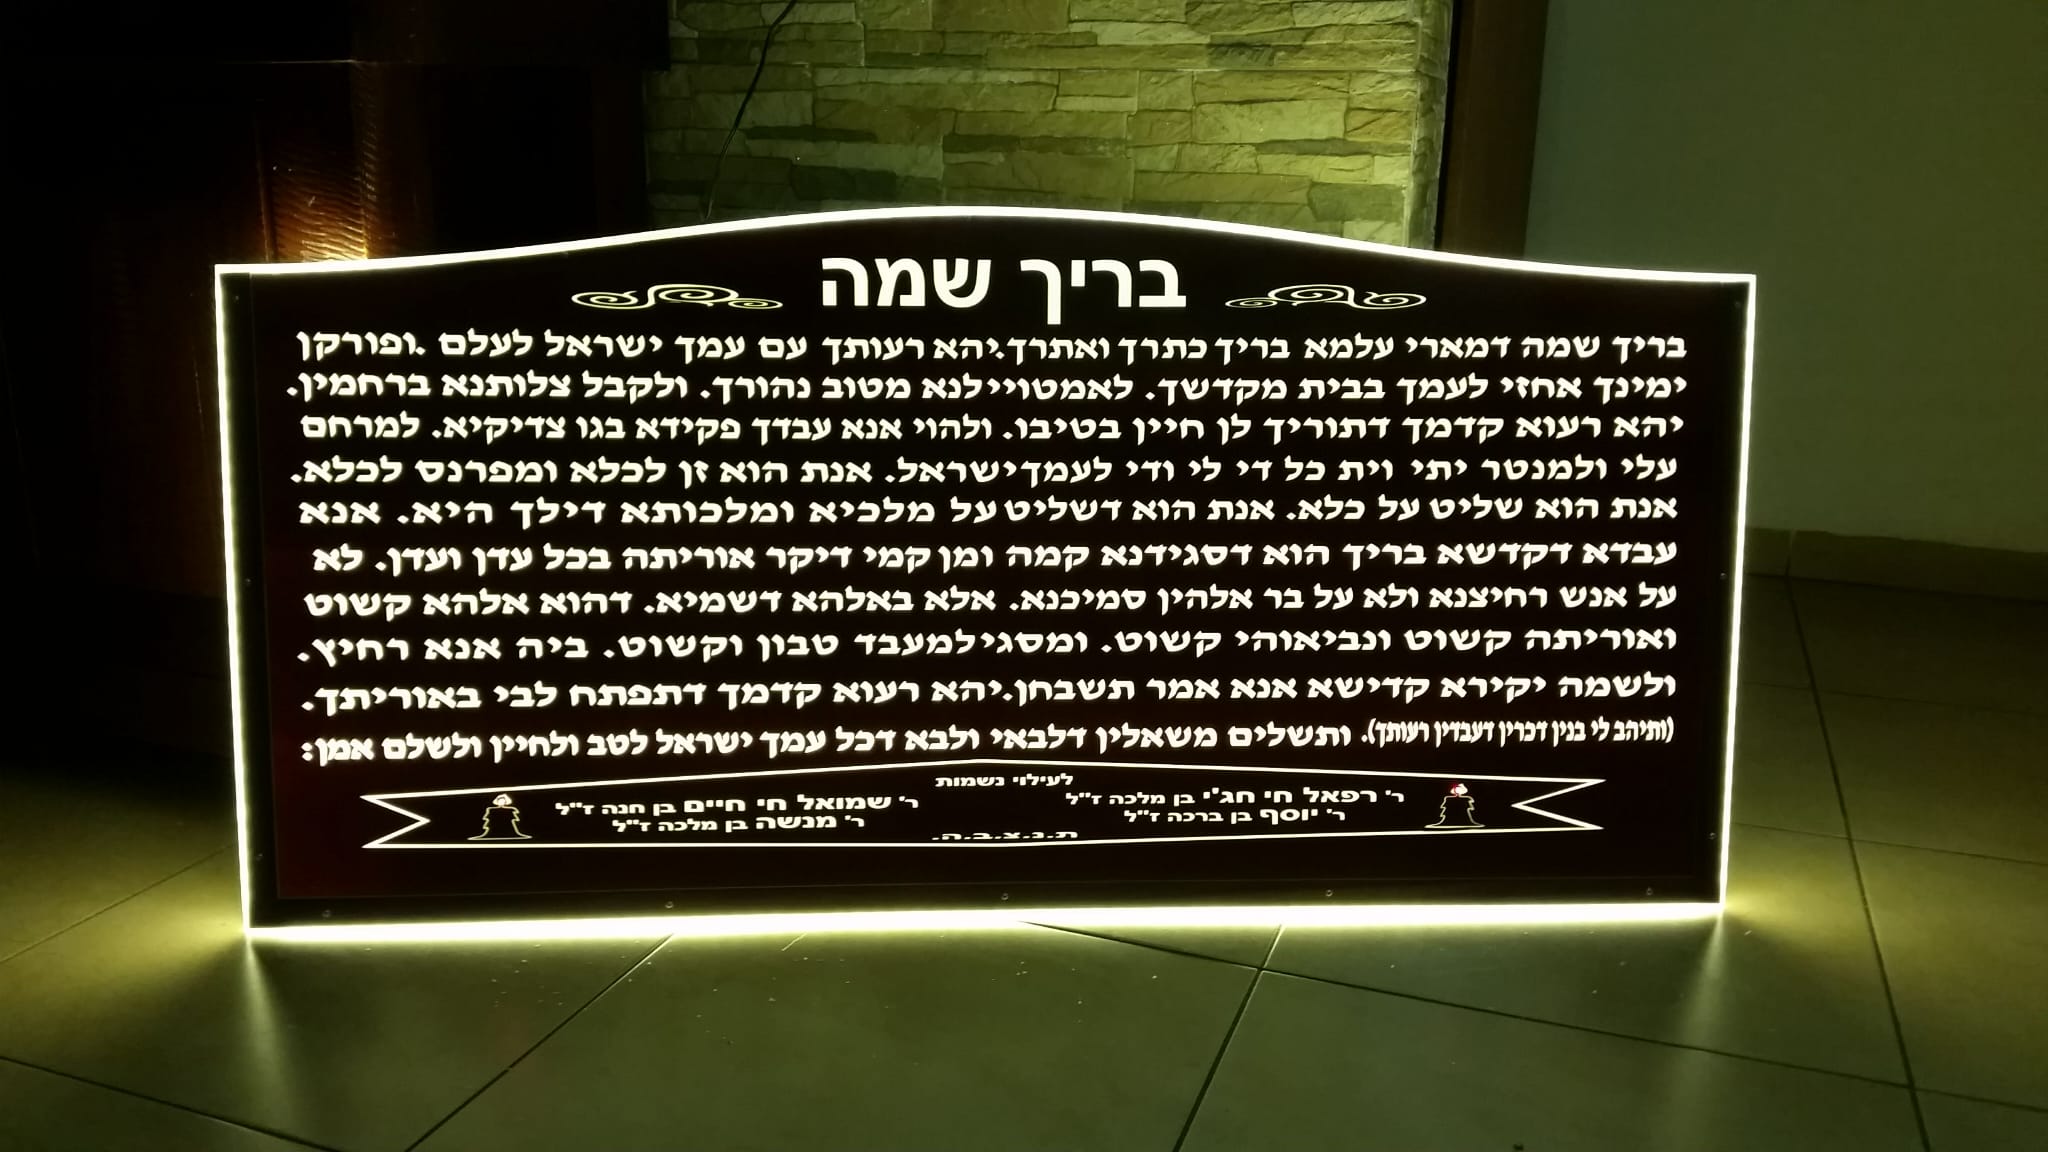 בריך שמה
בריך שמה דמארי עלמא בריך כתרך ואתרך.יהא רעותך עם עמך ישראל לעלם .ופורקן
ימינך אחזי לעמך בבית מקדשך. לאמטויי לנא מטוב נהורך. ולקבל צלותנא ברחמין.
יהא רעוא קדמך דתוריך לן חיין בטיבו. ולהוי אנא עבדך פקידא בגו צדיקיא. למרחם
עלי ולמנטר יתי וית כל די לי ודי לעמך ישראל. אנת הוא זן לכלא ומפרנס לכלא.
אנת הוא שליט על כלא. אנת הוא דשליט על מלכיא ומלכותא דילך היא. אנא
עבדא דקדשא בריך הוא דסגידנא קמה ומן קמי דיקר אוריתה בכל עדן ועדן. לא
על אנש רחיצנא ולא על בר אלהין סמיכנא. אלא באלהא דשמיא. דהוא אלהא קשוט
ואוריתה קשוט ונביאוהי קשוט. ומסגי למעבד טבון וקשוט. ביה אנא רחיץ.
ולשמה יקירא קדישא אנא אמר תשבחן.יהא רעוא קדמך דתפתח לבי באוריתך.
(ותיהב לי בנין דכרין דעבדין רעותך). ותשלים משאלין דלבאי ולבא דכל עמך ישראל לטב ולחיין ולשלם אמן:
לעילוי נשמות
ר' רפאל חי חג'י בן מלכה ז"ל ר' שמואל חי חיים בן חנה ז"ל
ר' יוסף בן ברכה ז"ל ר' מנשה בן מלכה ז"ל
ת.נ.צ.ב.ה.